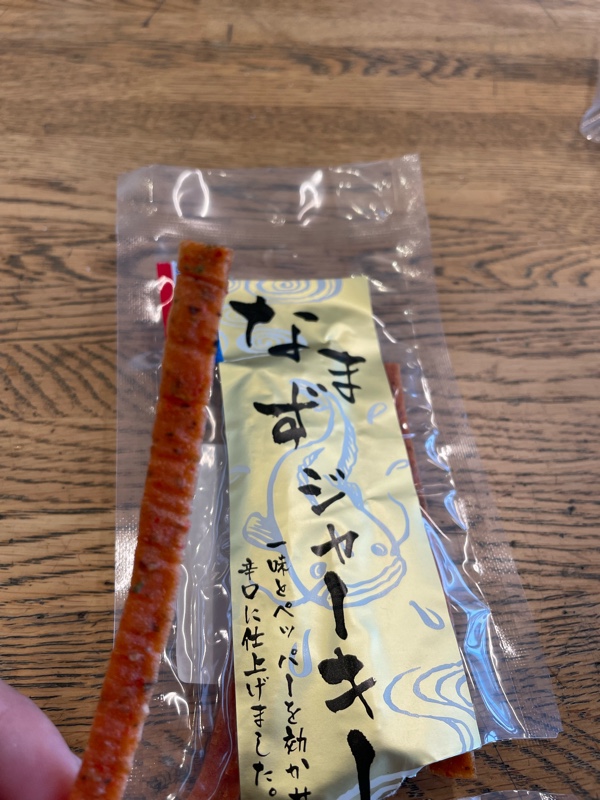 なまず
ジャーキー
一味とペッパーを効かせ
辛口に仕上げました。